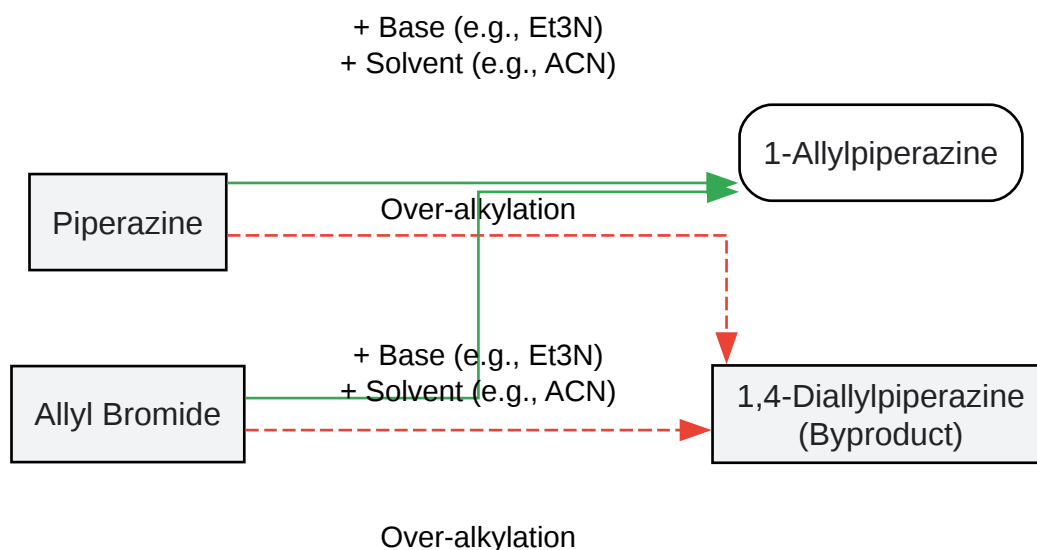 + Base (e.g., Et3N)
+ Solvent (e.g., ACN)
1-Allylpiperazine
Piperazine
Over-alkylation
+ Base (e.g., Et3N)
+ Solvent (e.g., ACN)
Allyl Bromide
1,4-Diallylpiperazine
(Byproduct)
Over-alkylation